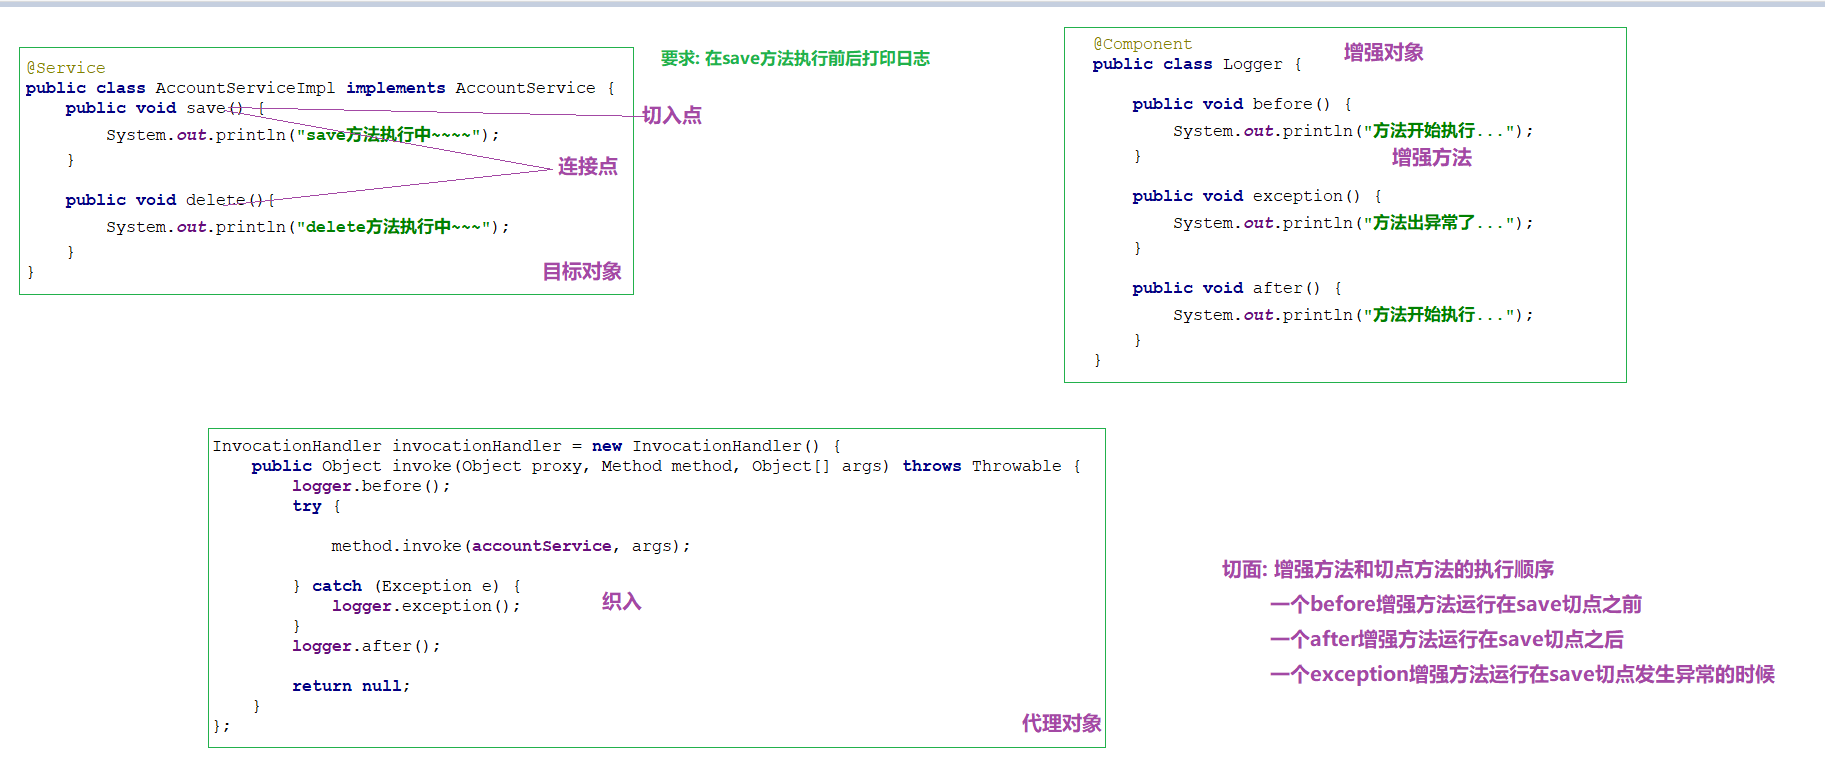 @Service
public class AccountServiceImpl implements AccountService {
public void save() {
System.out.println("save方法执行中~~~~");
}
public void delete(){
System.out.println("delete方法执行中~~~");
}
}
目标对象
要求: 在save方法执行前后打印日志
切入点
连接点
@Component
增强对象
public class Logger {
public void before() {
System.out.println("方法开始执行...");
}
增强方法
public void exception() {
System.out.println("方法出异常了...");
}
public void after() {
System.out.println("方法开始执行...");
}
}
InvocationHandler invocationHandler = new InvocationHandler() {
public Object invoke(Object proxy, Method method, Object[] args) throws Throwable {
logger.before();
try {
method.invoke(accountService, args);
} catch (Exception e) {
logger.exception();
}
logger.after();
return null;
}
};
织入
代理对象
切面: 增强方法和切点方法的执行顺序
一个before增强方法运行在save切点之前
一个after增强方法运行在save切点之后
一个exception增强方法运行在save切点发生异常的时候